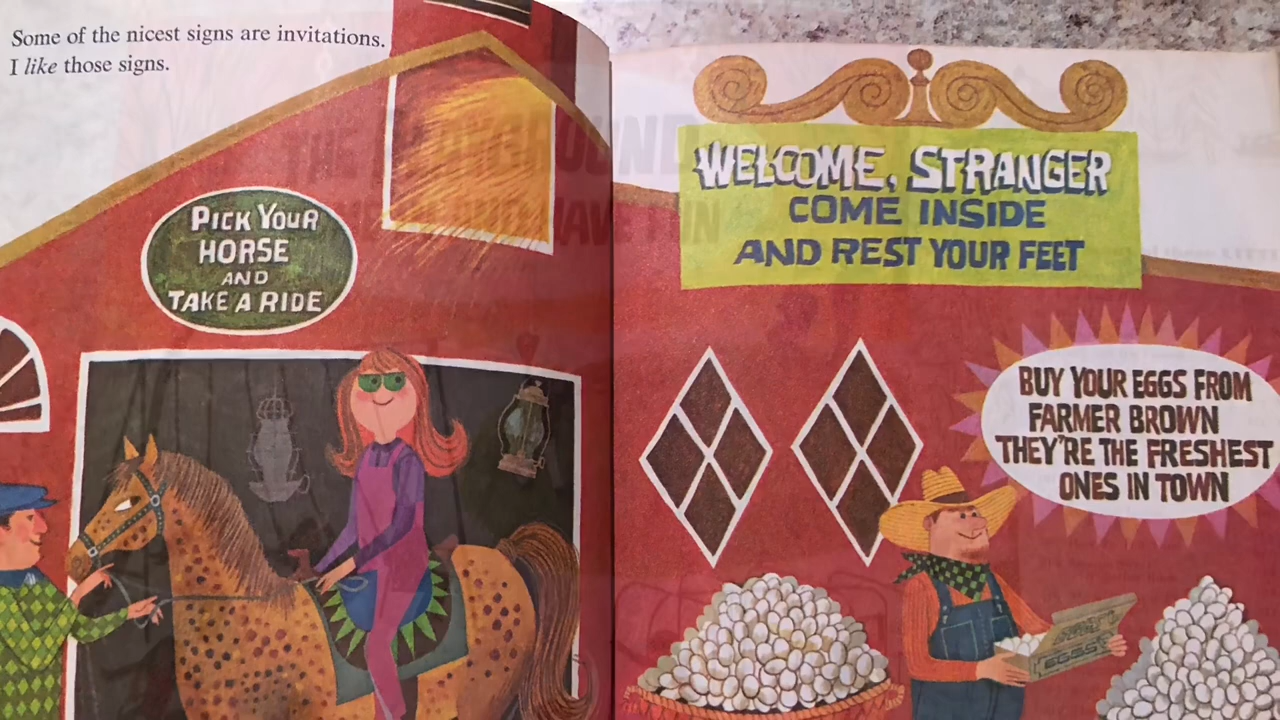 Some of the nicest signs are invitations.
I like those signs.
PICK YOUR
HORSE
AND
TAKE A RIDE
WELCOME, STRANGER
COME INSIDE
AND REST YOUR FEET
BUY YOUR EGGS FROM
FARMER BROWN
THEY'RE THE FRESHEST
ONES IN TOWN
EGGS